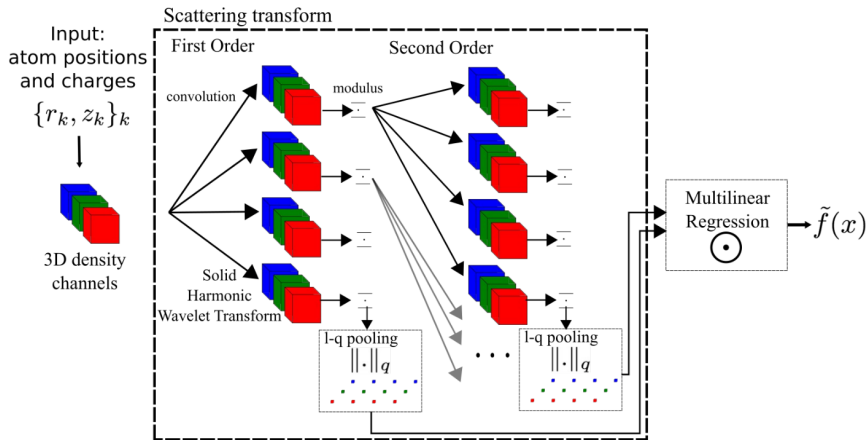 Scattering transform
Input:
atom positions
and charges
{r_k, z_k}_k
3D density
channels
First Order
convolution
modulus
Solid
Harmonic
Wavelet Transform
l-q pooling
||·||_q
Second Order
...
l-q pooling
||·||_q
Multilinear
Regression
⊙
f̃(x)